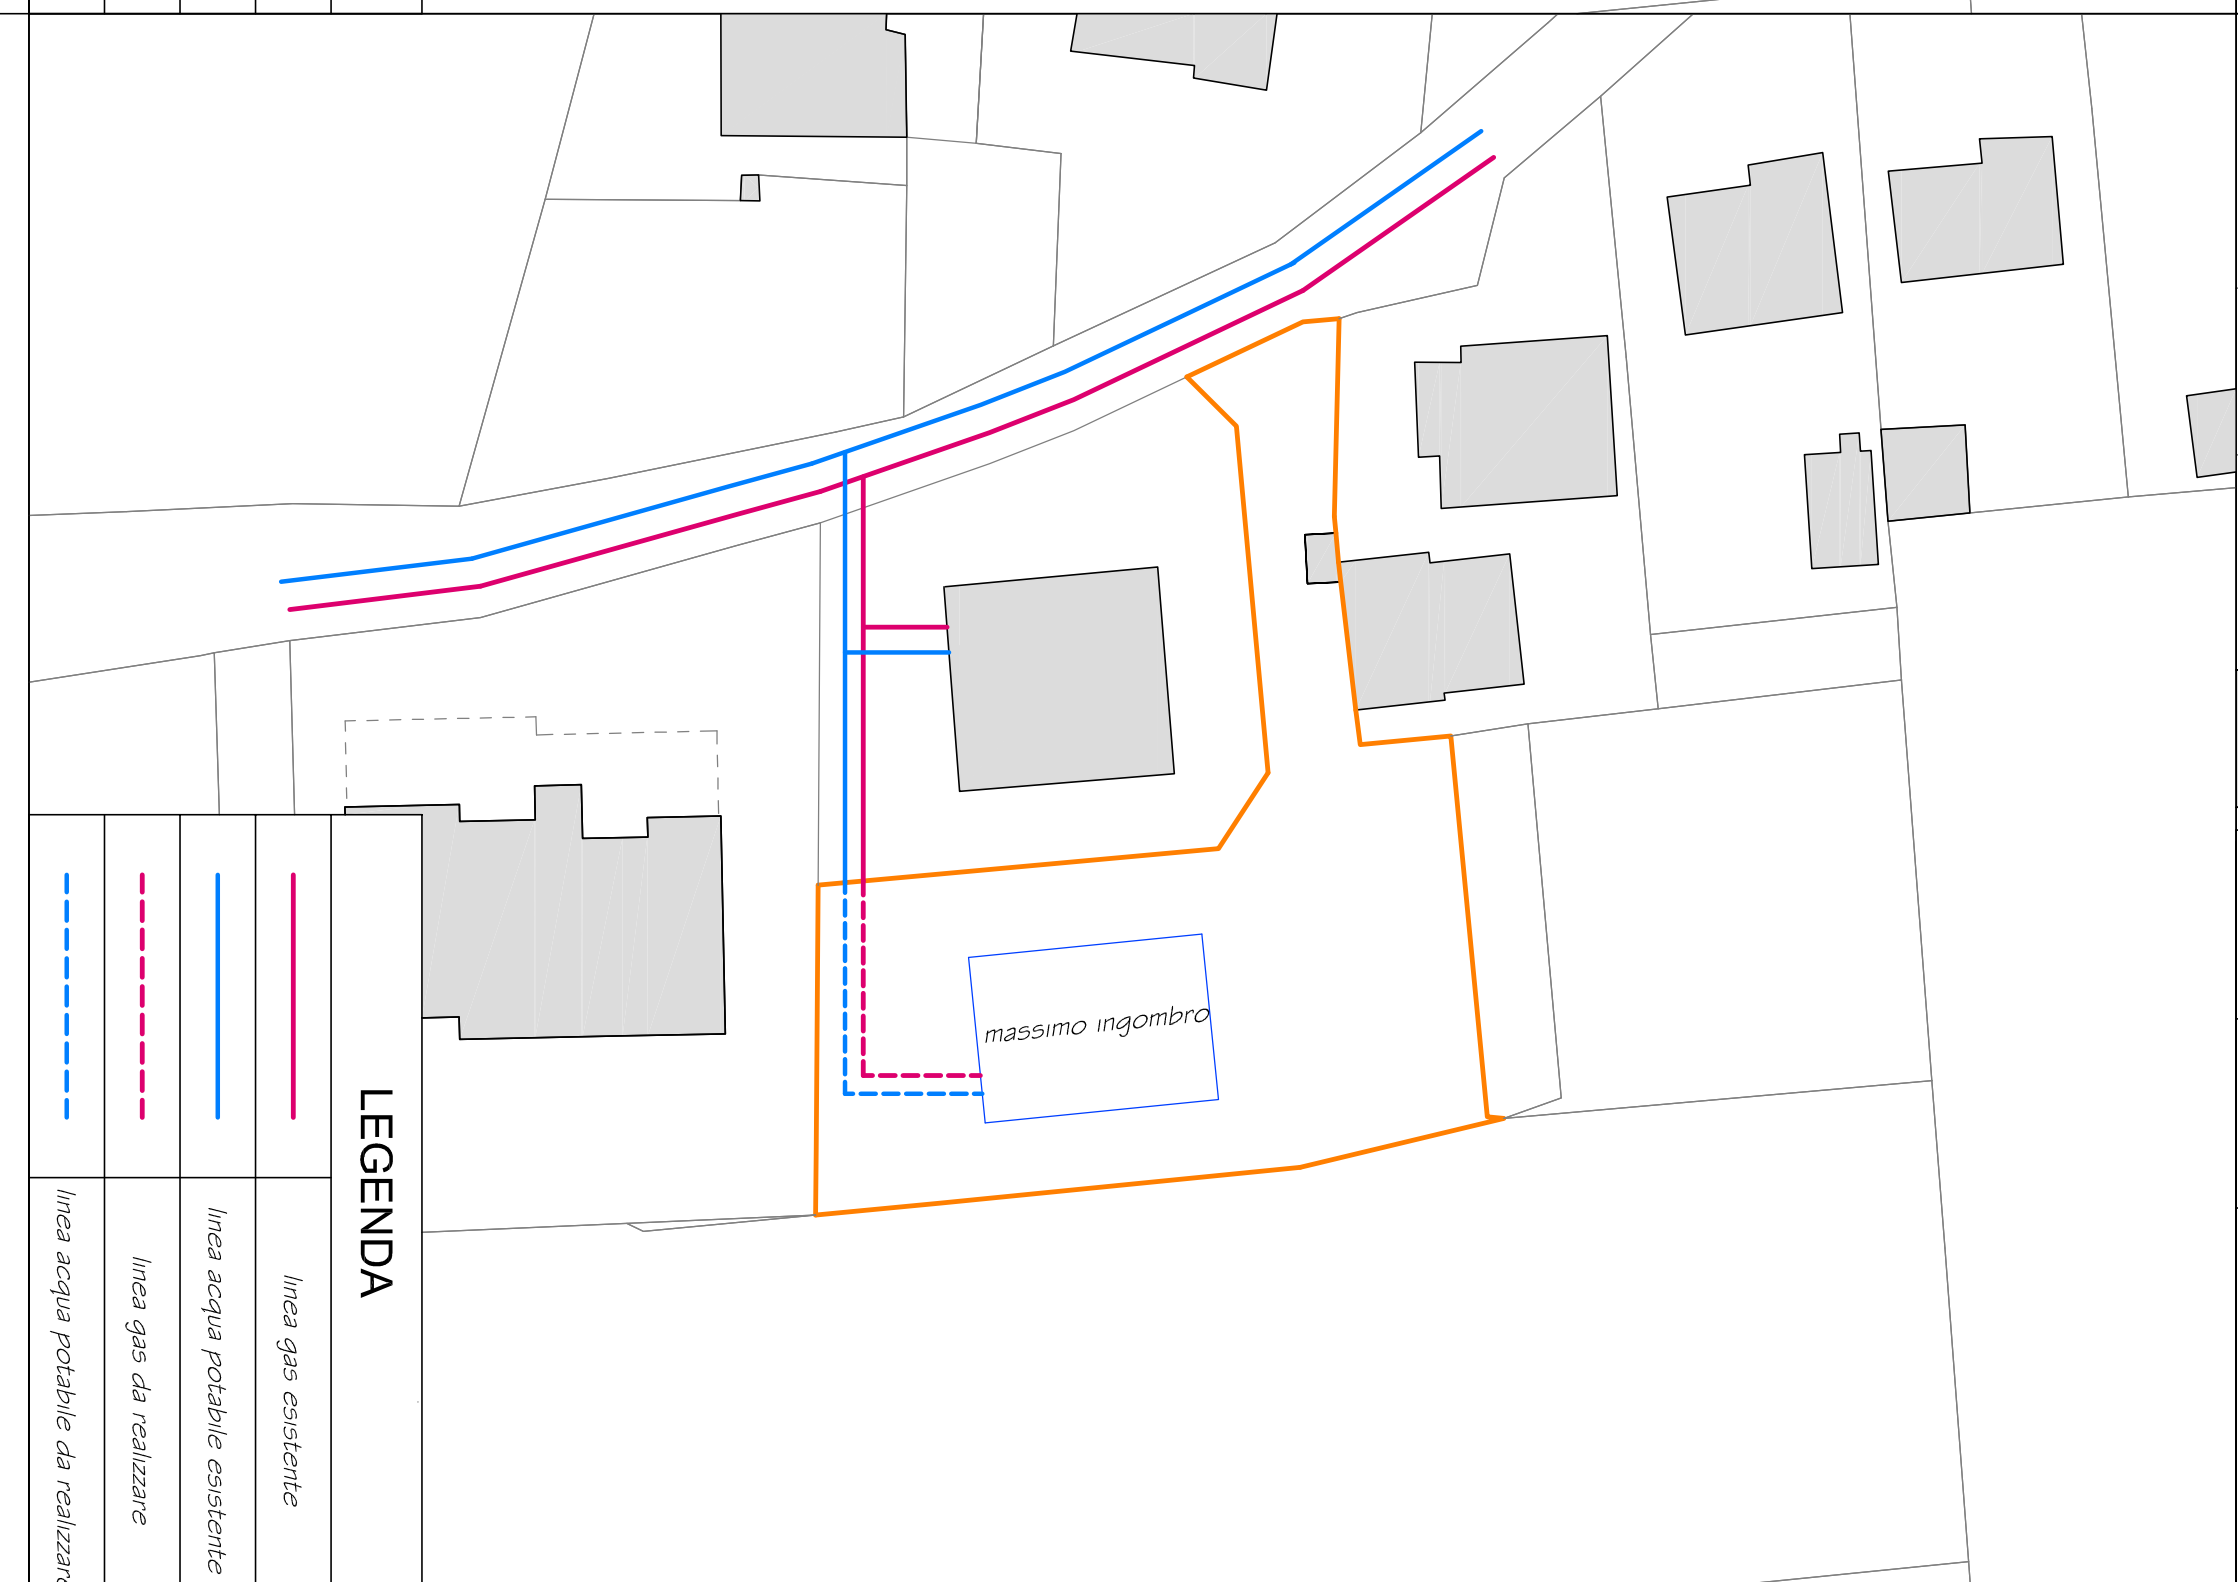 massimo ingombro
LEGENDA
linea gas esistente
linea acqua potabile esistente
linea gas da realizzare
linea acqua potabile da realizzare